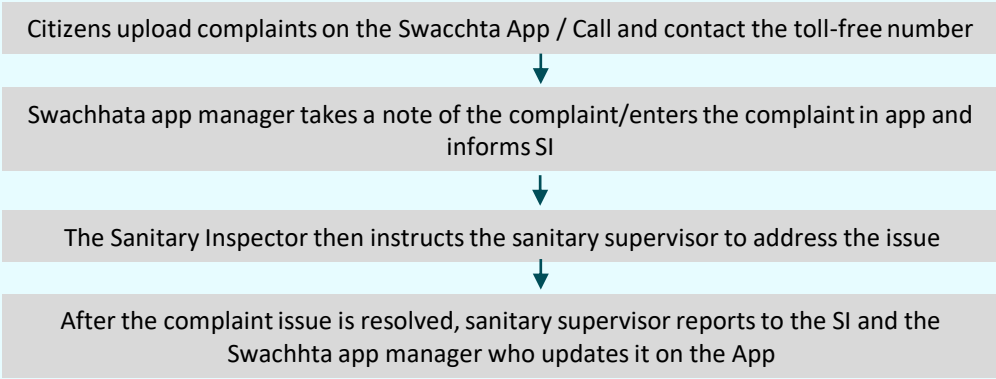 Citizens upload complaints on the Swacchta App / Call and contact the toll-free number
Swachhata app manager takes a note of the complaint/enters the complaint in app and
informs SI
The Sanitary Inspector then instructs the sanitary supervisor to address the issue
After the complaint issue is resolved, sanitary supervisor reports to the SI and the
Swachhta app manager who updates it on the App